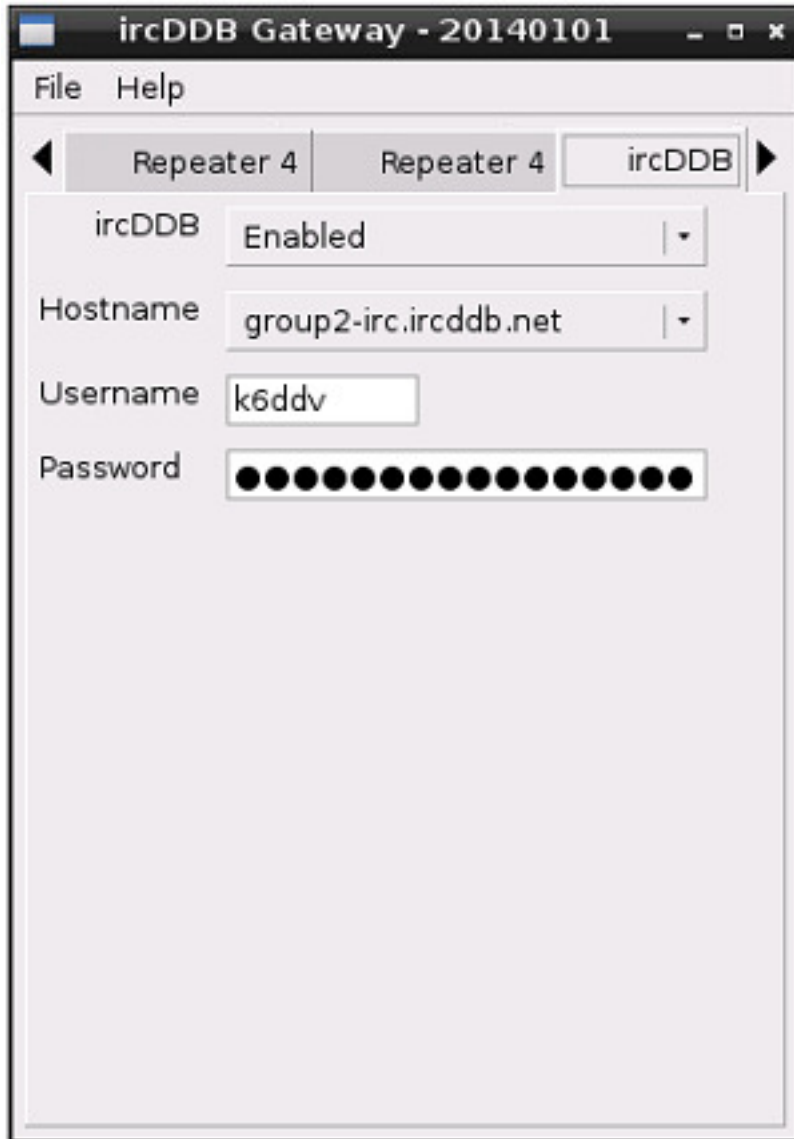 ircDDB Gateway - 20140101
File Help
Repeater 4 Repeater 4 ircDDB
ircDDB Enabled
Hostname group2-irc.ircddb.net
Username k6ddv
Password ●●●●●●●●●●●●●●●●